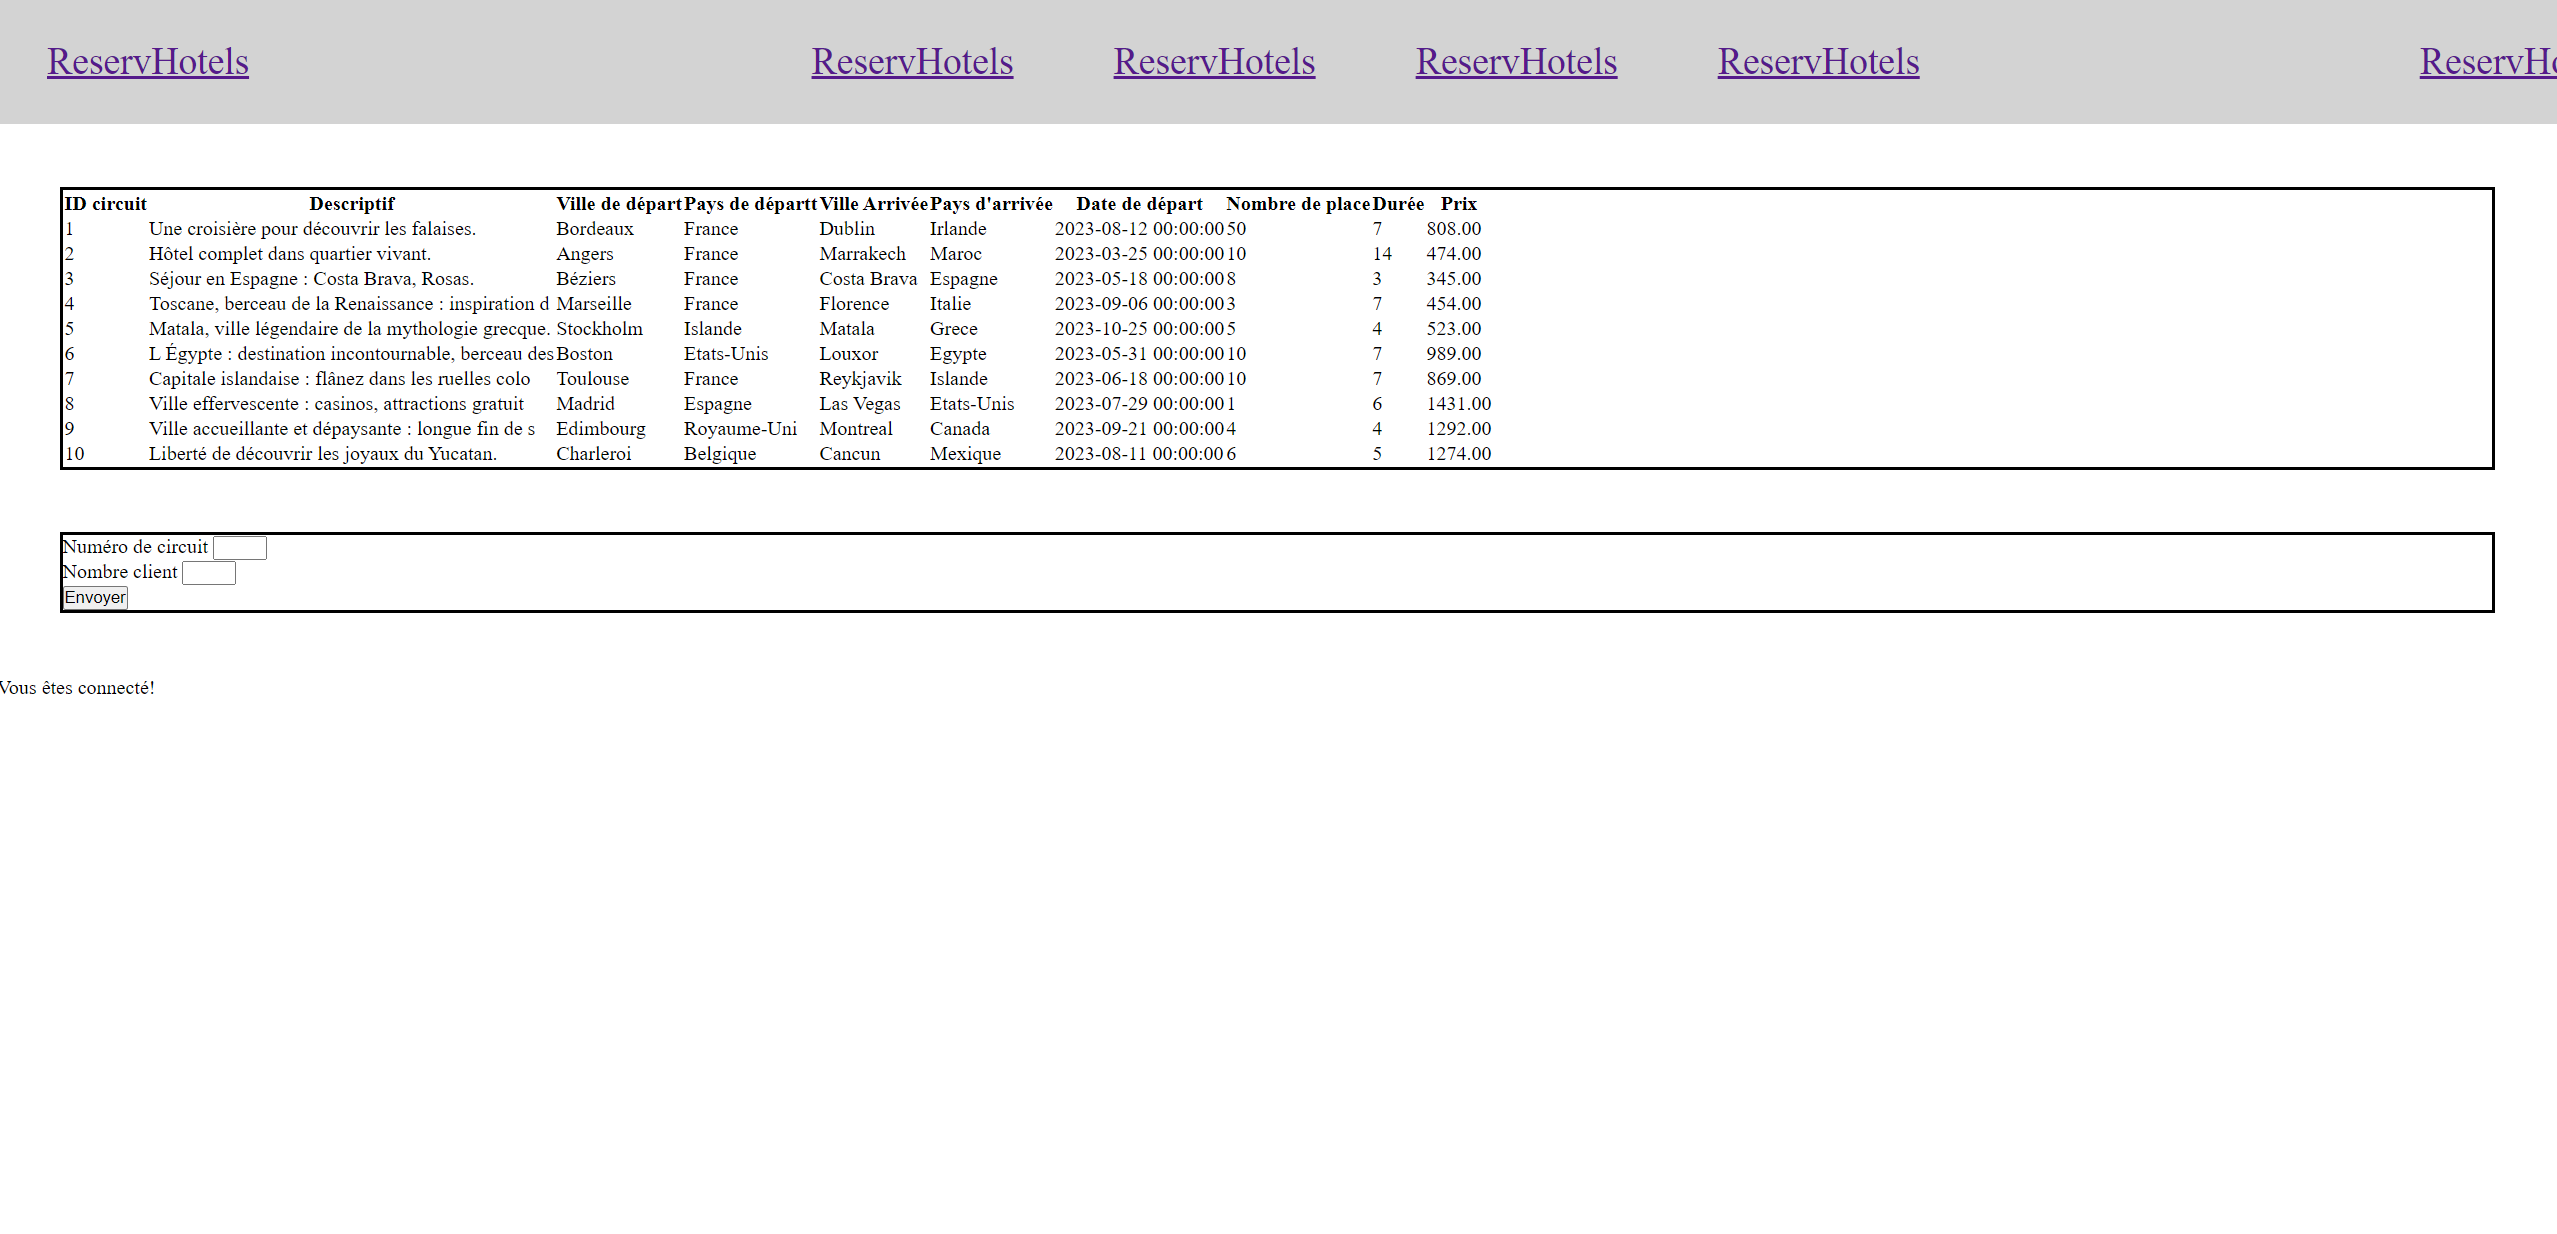 ReservHotels ReservHotels ReservHotels ReservHotels ReservHotels ReservH
ID circuit Descriptif Ville de départ Pays de départt Ville Arrivée Pays d'arrivée Date de départ Nombre de place Durée Prix
1 Une croisière pour découvrir les falaises. Bordeaux France Dublin Irlande 2023-08-12 00:00:00 50 7 808.00
2 Hôtel complet dans quartier vivant. Angers France Marrakech Maroc 2023-03-25 00:00:00 10 14 474.00
3 Séjour en Espagne : Costa Brava, Rosas. Béziers France Costa Brava Espagne 2023-05-18 00:00:00 8 3 345.00
4 Toscane, berceau de la Renaissance : inspiration d Marseille France Florence Italie 2023-09-06 00:00:00 3 7 454.00
5 Matala, ville légendaire de la mythologie grecque. Stockholm Islande Matala Grece 2023-10-25 00:00:00 5 4 523.00
6 L Égypte : destination incontournable, berceau des Boston Etats-Unis Louxor Egypte 2023-05-31 00:00:00 10 7 989.00
7 Capitale islandaise : flânez dans les ruelles colo Toulouse France Reykjavik Islande 2023-06-18 00:00:00 10 7 869.00
8 Ville effervescente : casinos, attractions gratuit Madrid Espagne Las Vegas Etats-Unis 2023-07-29 00:00:00 1 6 1431.00
9 Ville accueillante et dépaysante : longue fin de s Edimbourg Royaume-Uni Montreal Canada 2023-09-21 00:00:00 4 4 1292.00
10 Liberté de découvrir les joyaux du Yucatan. Charleroi Belgique Cancun Mexique 2023-08-11 00:00:00 6 5 1274.00
Numéro de circuit
Nombre client
Envoyer
Vous êtes connecté!